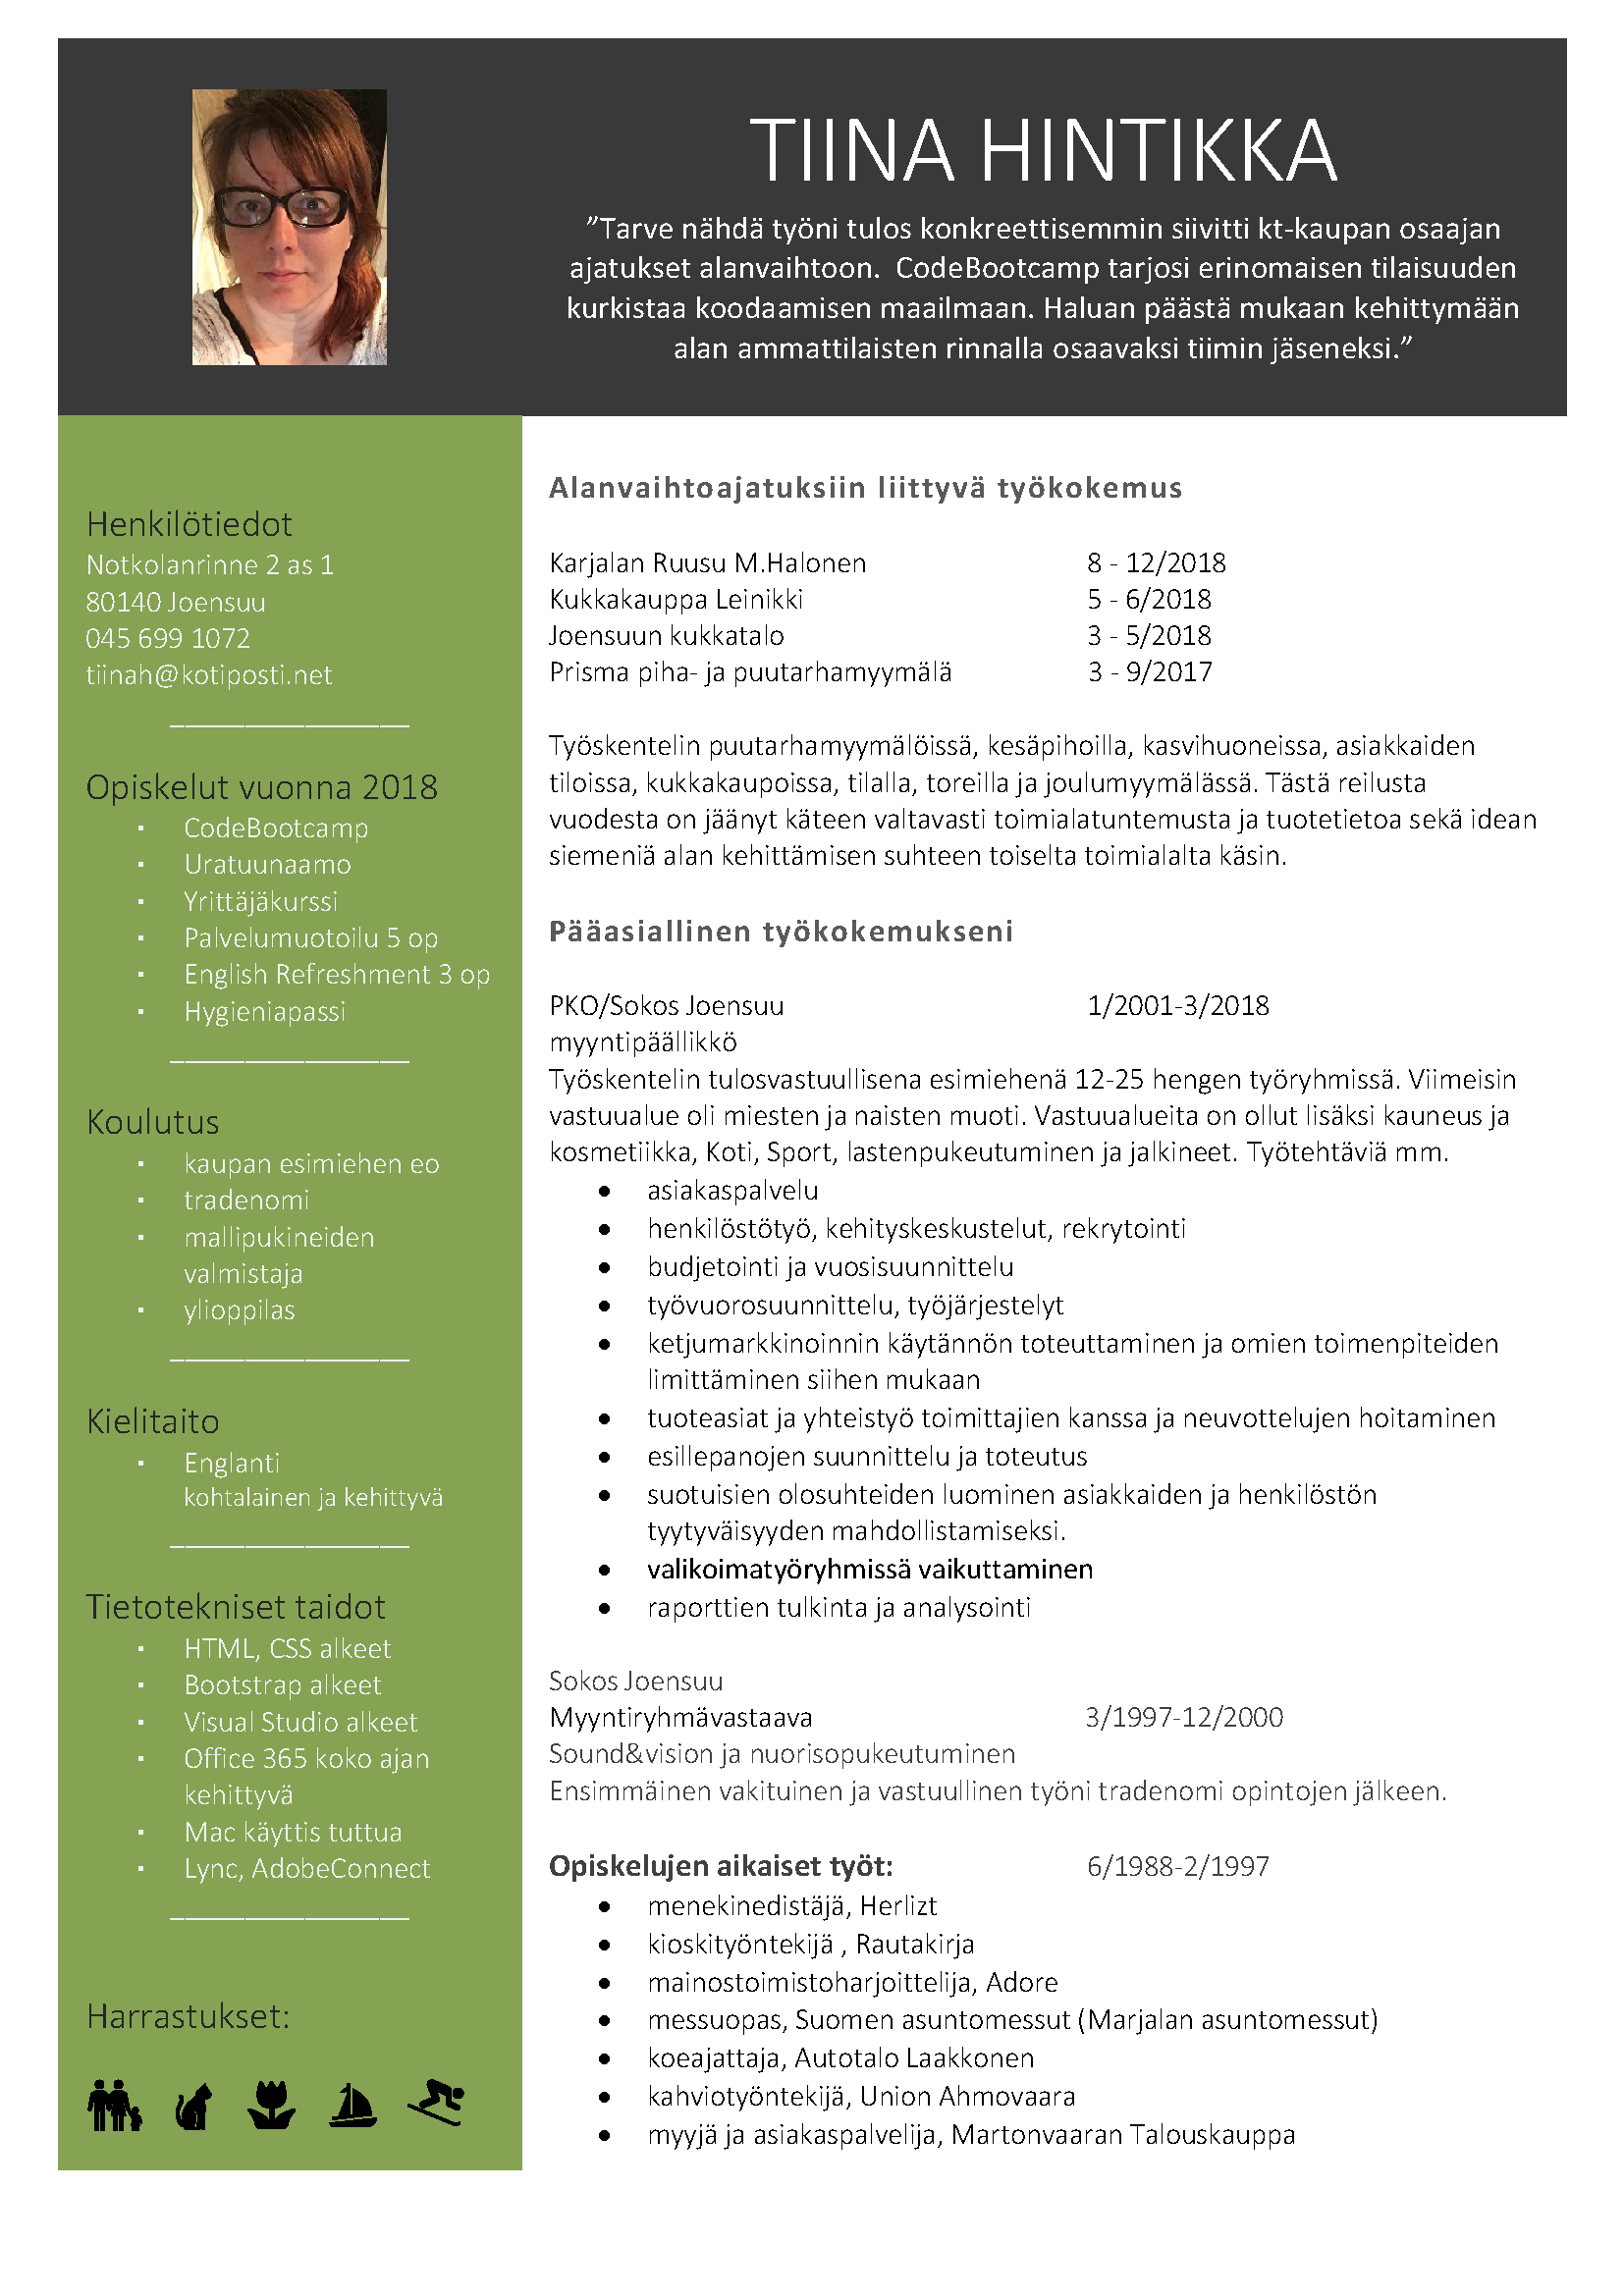 TIINA HINTIKKA
”Tarve nähdä työni tulos konkreettisemmin siivitti kt-kaupan osaajan
ajatukset alanvaihtoon. CodeBootcamp tarjosi erinomaisen tilaisuuden
kurkistaa koodaamisen maailmaan. Haluan päästä mukaan kehittymään
alan ammattilaisten rinnalla osaavaksi tiimin jäseneksi.”
Henkilötiedot
Notkolanrinne 2 as 1
80140 Joensuu
045 699 1072
tiinah@kotiposti.net
Opiskelut vuonna 2018
▪ CodeBootcamp
▪ Uratuunaamo
▪ Yrittäjäkurssi
▪ Palvelumuotoilu 5 op
▪ English Refreshment 3 op
▪ Hygieniapassi
Koulutus
▪ kaupan esimiehen eo
▪ tradenomi
▪ mallipukineiden
valmistaja
▪ ylioppilas
Kielitaito
▪ Englanti
kohtalainen ja kehittyvä
Tietotekniset taidot
▪ HTML, CSS alkeet
▪ Bootstrap alkeet
▪ Visual Studio alkeet
▪ Office 365 koko ajan
kehittyvä
▪ Mac käyttis tuttua
▪ Lync, AdobeConnect
Harrastukset:
Alanvaihtoajatuksiin liittyvä työkokemus
Karjalan Ruusu M.Halonen 8 - 12/2018
Kukkakauppa Leinikki 5 - 6/2018
Joensuun kukkatalo 3 - 5/2018
Prisma piha- ja puutarhamyymälä 3 - 9/2017
Työskentelin puutarhamyymälöissä, kesäpihoilla, kasvihuoneissa, asiakkaiden
tiloissa, kukkakaupoissa, tilalla, toreilla ja joulumyymälässä. Tästä reilusta
vuodesta on jäänyt käteen valtavasti toimialatuntemusta ja tuotetietoa sekä idean
siemeniä alan kehittämisen suhteen toiselta toimialalta käsin.
Pääasiallinen työkokemukseni
PKO/Sokos Joensuu 1/2001-3/2018
myyntipäällikkö
Työskentelin tulosvastuullisena esimiehenä 12-25 hengen työryhmissä. Viimeisin
vastuualue oli miesten ja naisten muoti. Vastuualueita on ollut lisäksi kauneus ja
kosmetiikka, Koti, Sport, lastenpukeutuminen ja jalkineet. Työtehtäviä mm.
• asiakaspalvelu
• henkilöstötyö, kehityskeskustelut, rekrytointi
• budjetointi ja vuosisuunnittelu
• työvuorosuunnittelu, työjärjestelyt
• ketjumarkkinoinnin käytännön toteuttaminen ja omien toimenpiteiden
limittäminen siihen mukaan
• tuoteasiat ja yhteistyö toimittajien kanssa ja neuvottelujen hoitaminen
• esillepanojen suunnittelu ja toteutus
• suotuisien olosuhteiden luominen asiakkaiden ja henkilöstön
tyytyväisyyden mahdollistamiseksi.
• valikoimatyöryhmissä vaikuttaminen
• raporttien tulkinta ja analysointi
Sokos Joensuu
Myyntiryhmävastaava 3/1997-12/2000
Sound&vision ja nuorisopukeutuminen
Ensimmäinen vakituinen ja vastuullinen työni tradenomi opintojen jälkeen.
Opiskelujen aikaiset työt: 6/1988-2/1997
• menekinedistäjä, Herlizt
• kioskityöntekijä , Rautakirja
• mainostoimistoharjoittelija, Adore
• messuopas, Suomen asuntomessut (Marjalan asuntomessut)
• koeajattaja, Autotalo Laakkonen
• kahviotyöntekijä, Union Ahmovaara
• myyjä ja asiakaspalvelija, Martonvaaran Talouskauppa